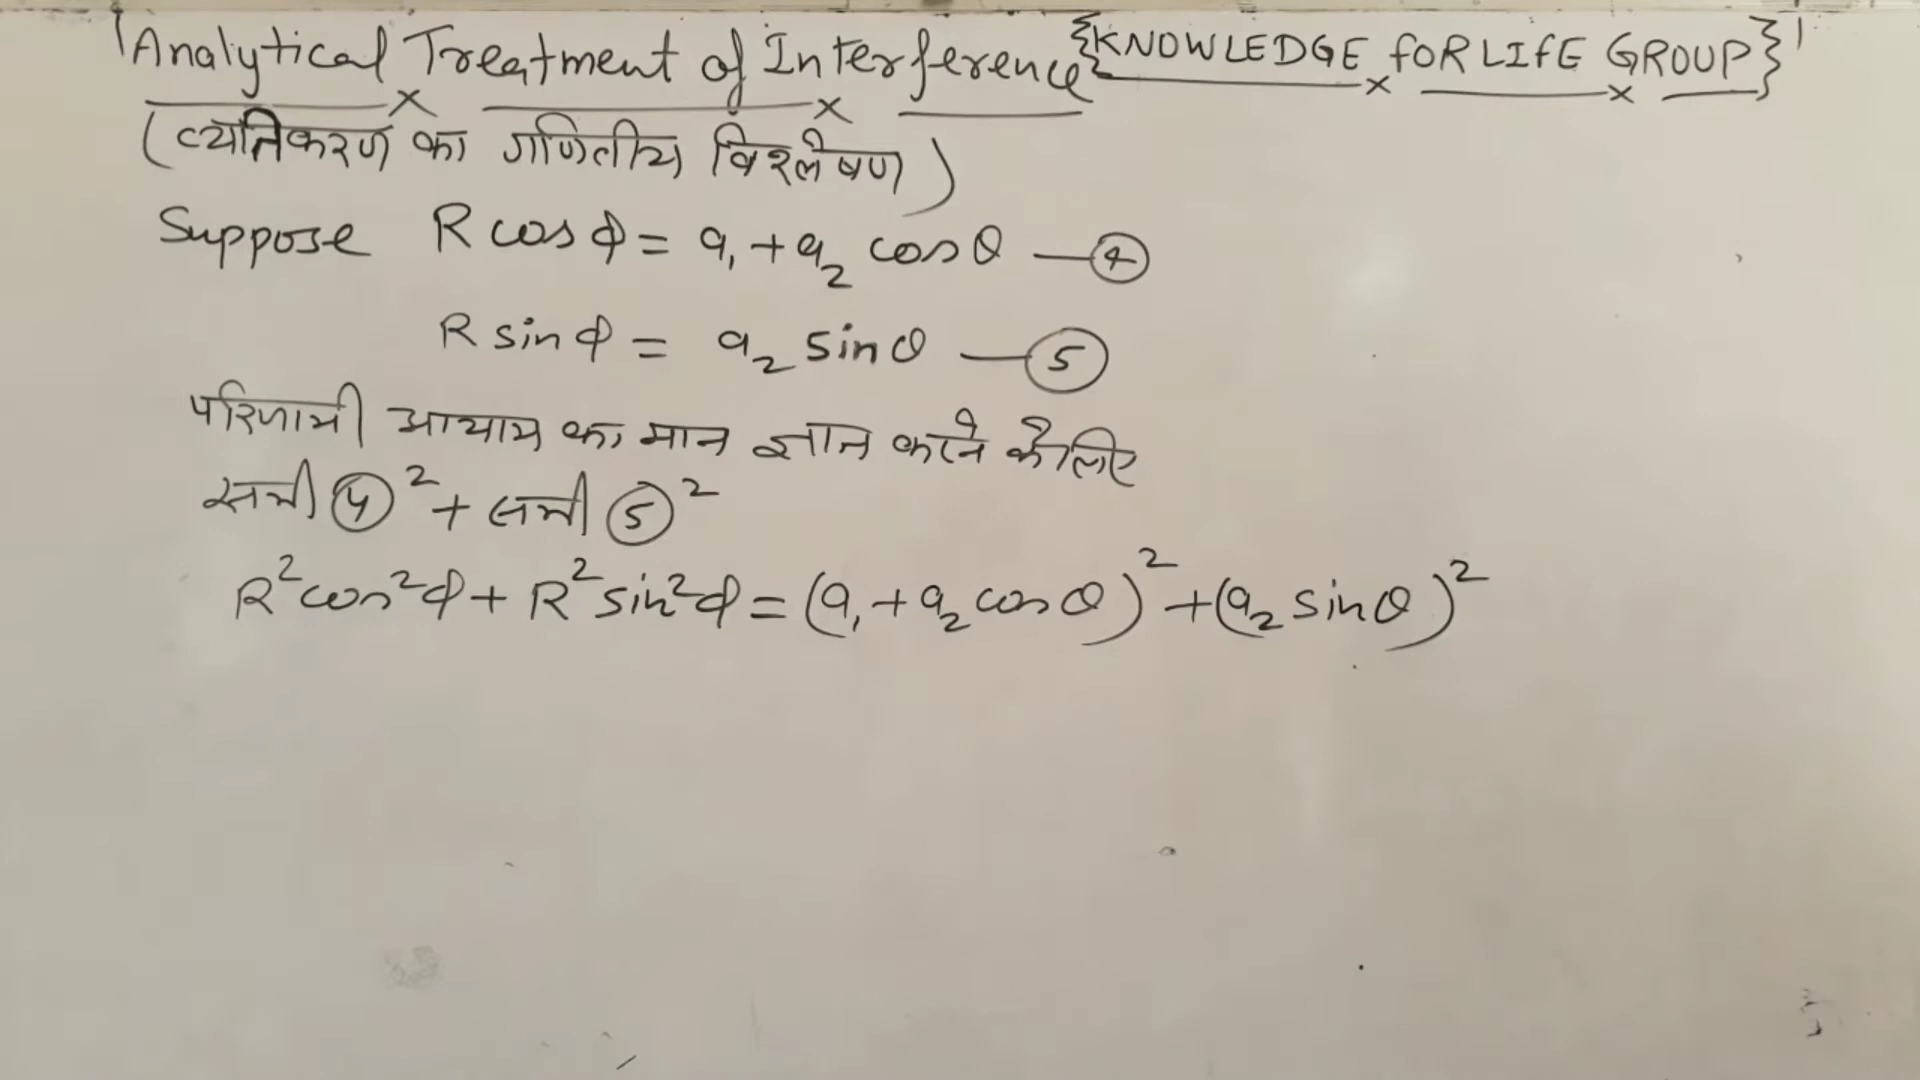 'Analytical Treatment of Interference {KNOWLEDGE FOR LIFE GROUP}'
(व्यतिकरण का गणितीय विश्लेषण)
Suppose R cos ϕ = a₁ + a₂ cos θ — ④
R sin ϕ = a₂ sin θ — ⑤
परिणामी आयाम का मान ज्ञात करने के लिए
समी ④² + समी ⑤²
R² cos² ϕ + R² sin² ϕ = (a₁ + a₂ cos θ)² + (a₂ sin θ)²